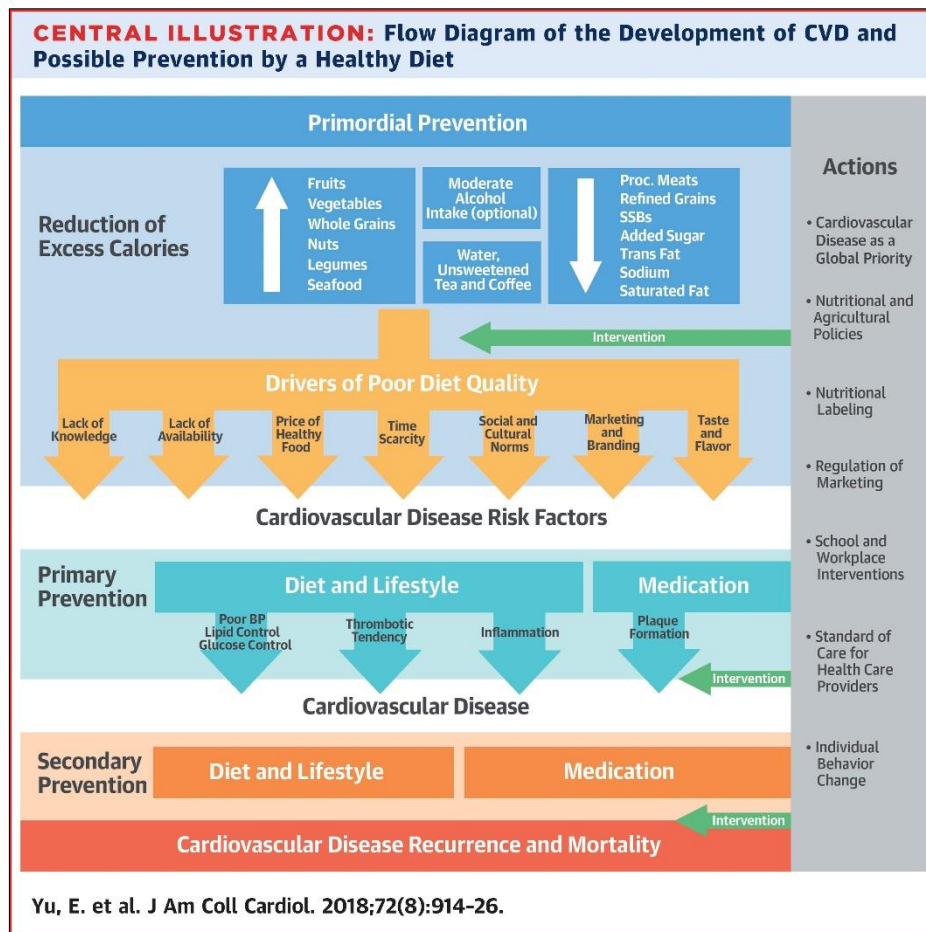 CENTRAL ILLUSTRATION: Flow Diagram of the Development of CVD and
Possible Prevention by a Healthy Diet
Primordial Prevention
Reduction of
Excess Calories
Fruits
Vegetables
Whole Grains
Nuts
Legumes
Seafood
Moderate
Alcohol
Intake (optional)
Water,
Unsweetened
Tea and Coffee
Proc. Meats
Refined Grains
SSBs
Added Sugar
Trans Fat
Sodium
Saturated Fat
Intervention
Drivers of Poor Diet Quality
Lack of
Knowledge
Lack of
Availability
Price of
Healthy
Food
Time
Scarcity
Social and
Cultural
Norms
Marketing
and
Branding
Taste
and
Flavor
Cardiovascular Disease Risk Factors
Primary
Prevention
Diet and Lifestyle
Medication
Poor BP
Lipid Control
Glucose Control
Thrombotic
Tendency
Inflammation
Plaque
Formation
Intervention
Cardiovascular Disease
Secondary
Prevention
Diet and Lifestyle
Medication
Intervention
Cardiovascular Disease Recurrence and Mortality
Actions
• Cardiovascular
Disease as a
Global Priority
• Nutritional and
Agricultural
Policies
• Nutritional
Labeling
• Regulation of
Marketing
• School and
Workplace
Interventions
• Standard of
Care for
Health Care
Providers
• Individual
Behavior
Change
Yu, E. et al. J Am Coll Cardiol. 2018;72(8):914-26.